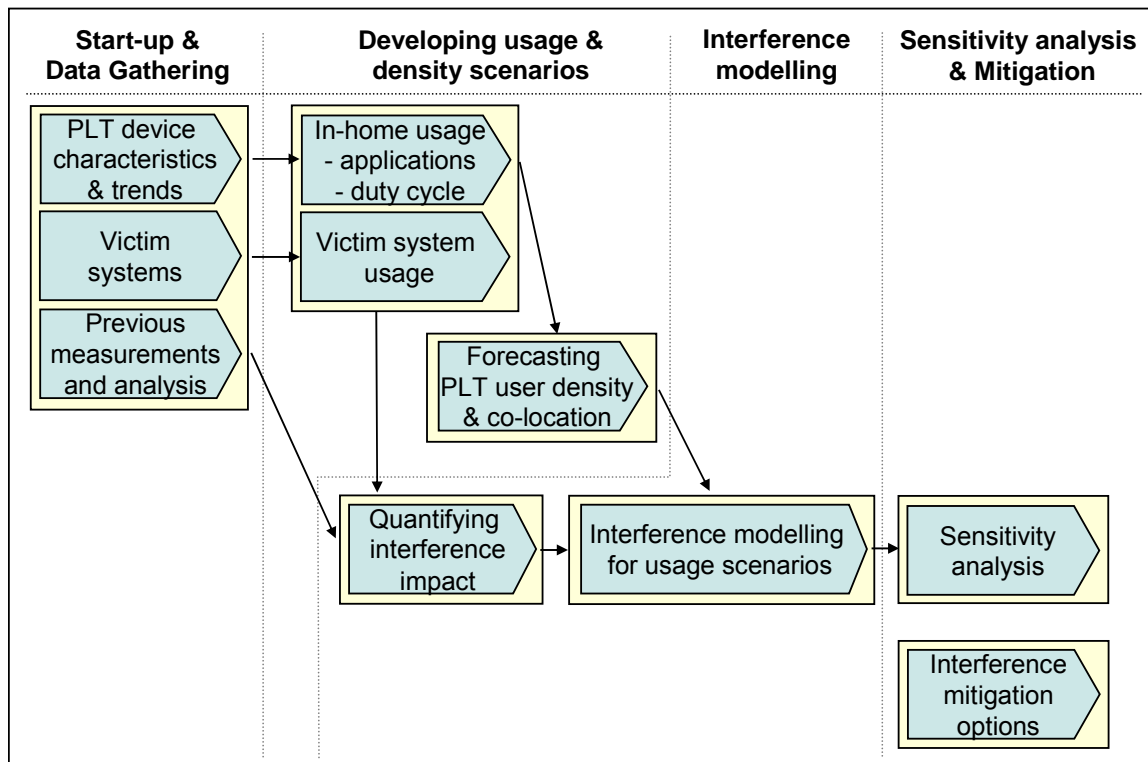 Start-up &
Data Gathering
Developing usage &
density scenarios
Interference
modelling
Sensitivity analysis
& Mitigation
PLT device
characteristics
& trends
In-home usage
- applications
- duty cycle
Victim
systems
Victim system
usage
Previous
measurements
and analysis
Forecasting
PLT user density
& co-location
Quantifying
interference
impact
Interference modelling
for usage scenarios
Sensitivity
analysis
Interference
mitigation
options